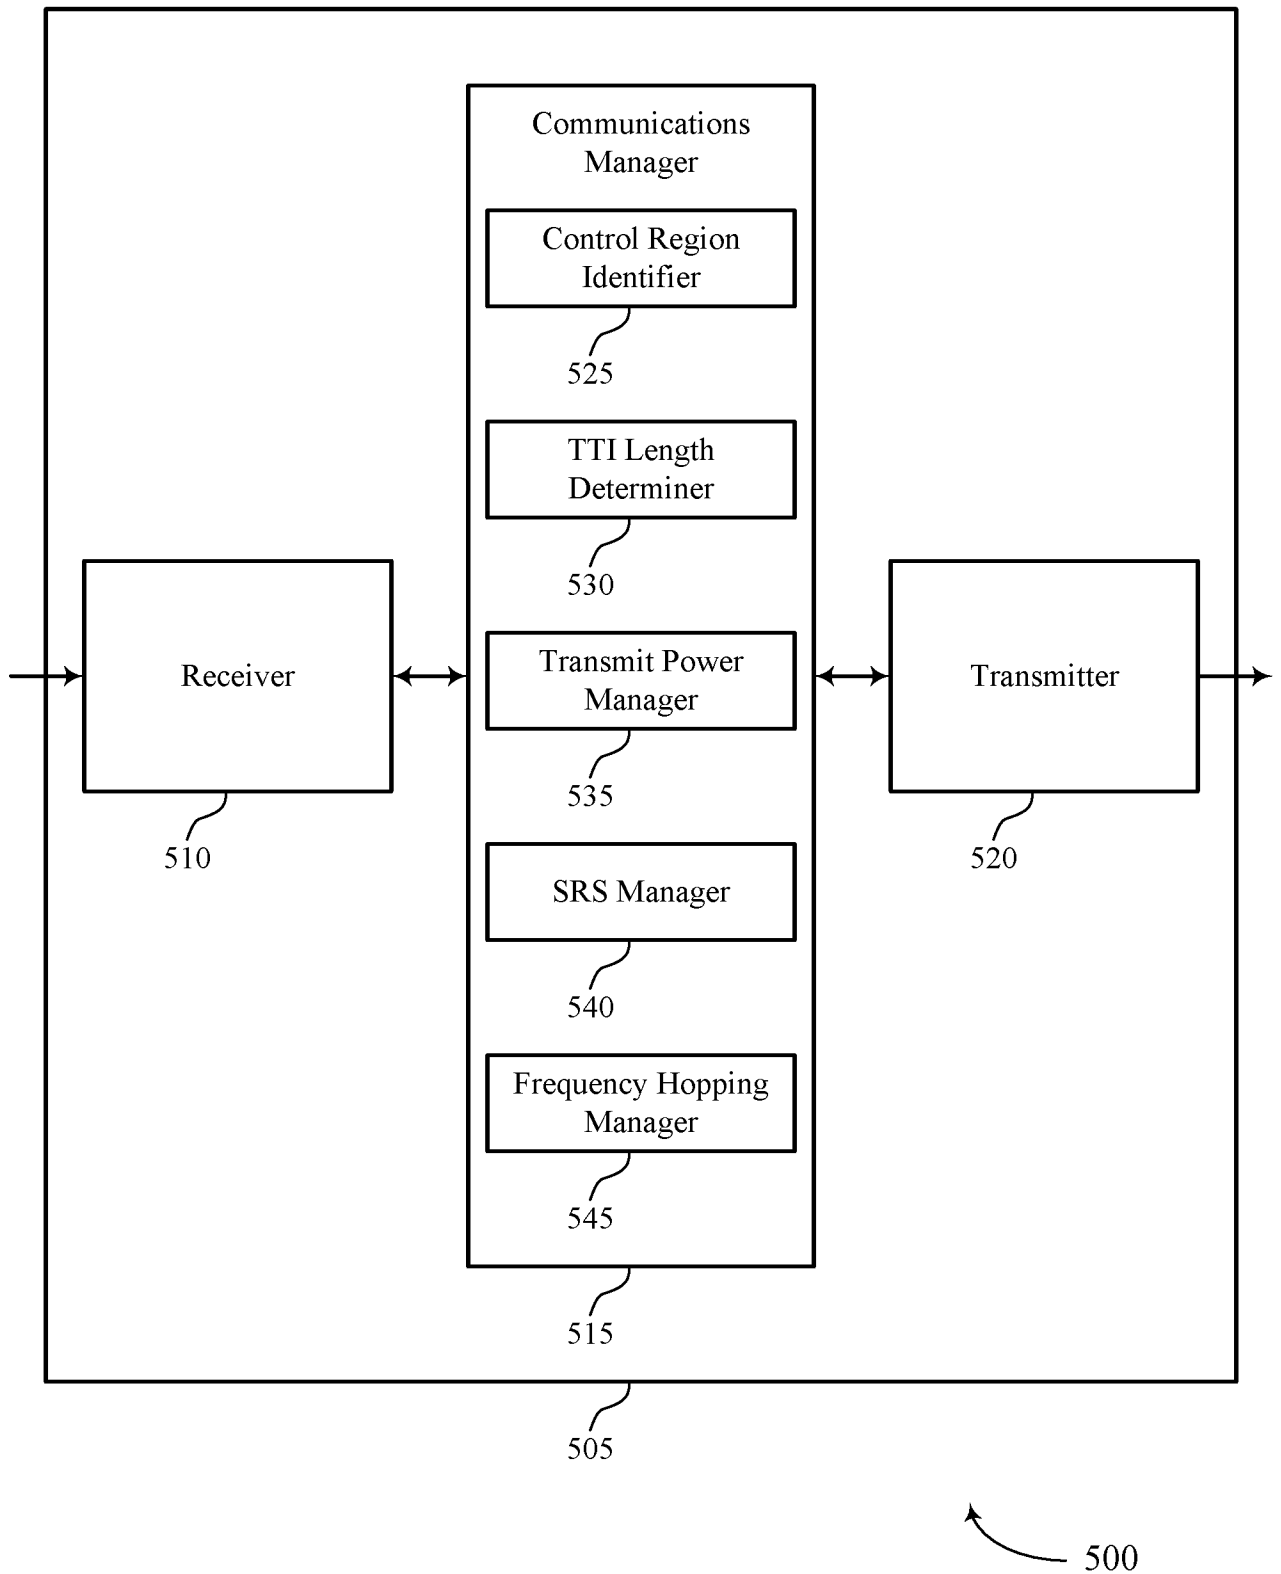 Communications
Manager
Control Region
Identifier
525
TTI Length
Determiner
530
Receiver
510
Transmit Power
Manager
535
Transmitter
520
SRS Manager
540
Frequency Hopping
Manager
545
515
505
500